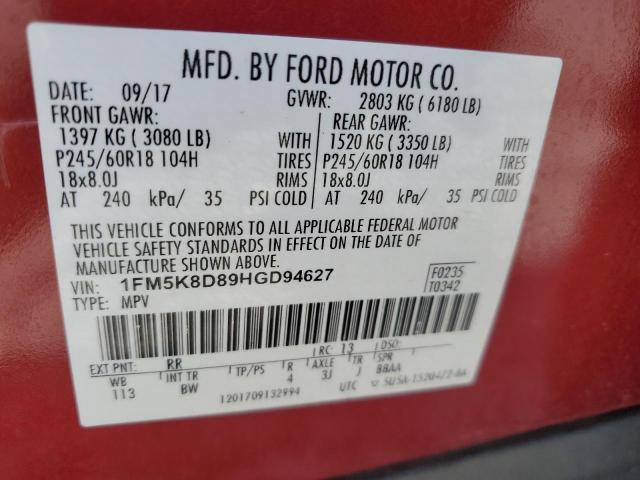 MFD. BY FORD MOTOR CO.
DATE: 09/17 GVWR: 2803 KG ( 6180 LB)
FRONT GAWR: REAR GAWR:
1397 KG ( 3080 LB) WITH 1520 KG ( 3350 LB) WITH
P245/60R18 104H TIRES P245/60R18 104H TIRES
18x8.0J RIMS 18x8.0J RIMS
AT 240 kPa/ 35 PSI COLD AT 240 kPa/ 35 PSI COLD
THIS VEHICLE CONFORMS TO ALL APPLICABLE FEDERAL MOTOR
VEHICLE SAFETY STANDARDS IN EFFECT ON THE DATE OF
MANUFACTURE SHOWN ABOVE.
VIN: 1FM5K8D89HGD94627 F0235
TYPE: MPV T0342
EXT PNT: RR RC: 13 DSO:
WB INT TR TP/PS R AXLE TR SPR
113 BW 4 3J J BBAA
1201709132994 UTC